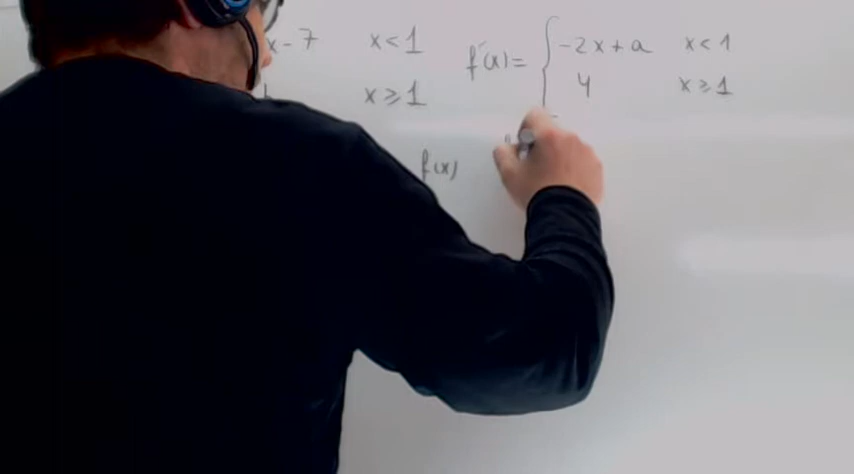 x-7 x<1 f'(x)= { -2x+a x<1
x≥1 4 x≥1
f(x)